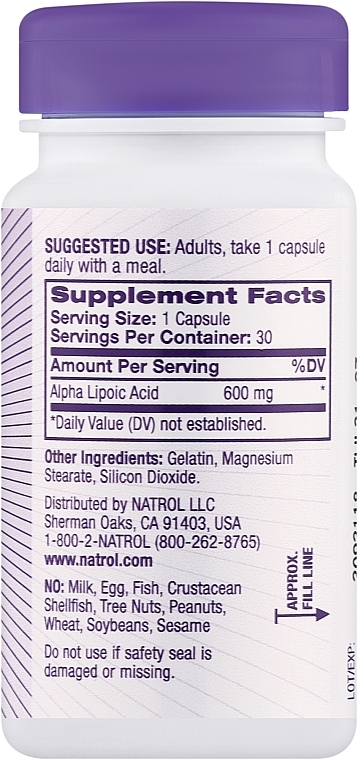 SUGGESTED USE: Adults, take 1 capsule
daily with a meal.
Supplement Facts
Serving Size: 1 Capsule
Servings Per Container: 30
Amount Per Serving %DV
Alpha Lipoic Acid 600 mg *
*Daily Value (DV) not established.
Other Ingredients: Gelatin, Magnesium
Stearate, Silicon Dioxide.
Distributed by NATROL LLC
Sherman Oaks, CA 91403, USA
1-800-2-NATROL (800-262-8765)
www.natrol.com
NO: Milk, Egg, Fish, Crustacean
Shellfish, Tree Nuts, Peanuts,
Wheat, Soybeans, Sesame
Do not use if safety seal is
damaged or missing.
APPROX.
FILL LINE
LOT/EXP: